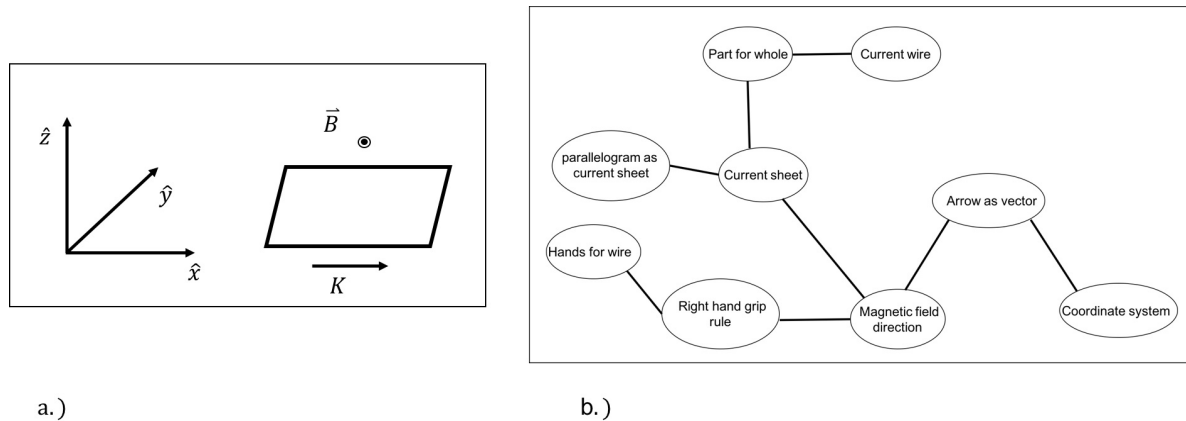 ẑ
ŷ
x̂
B⃗
K
Part for whole
Current wire
parallelogram as
current sheet
Current sheet
Arrow as vector
Hands for wire
Right hand grip
rule
Magnetic field
direction
Coordinate system
a.)
b.)